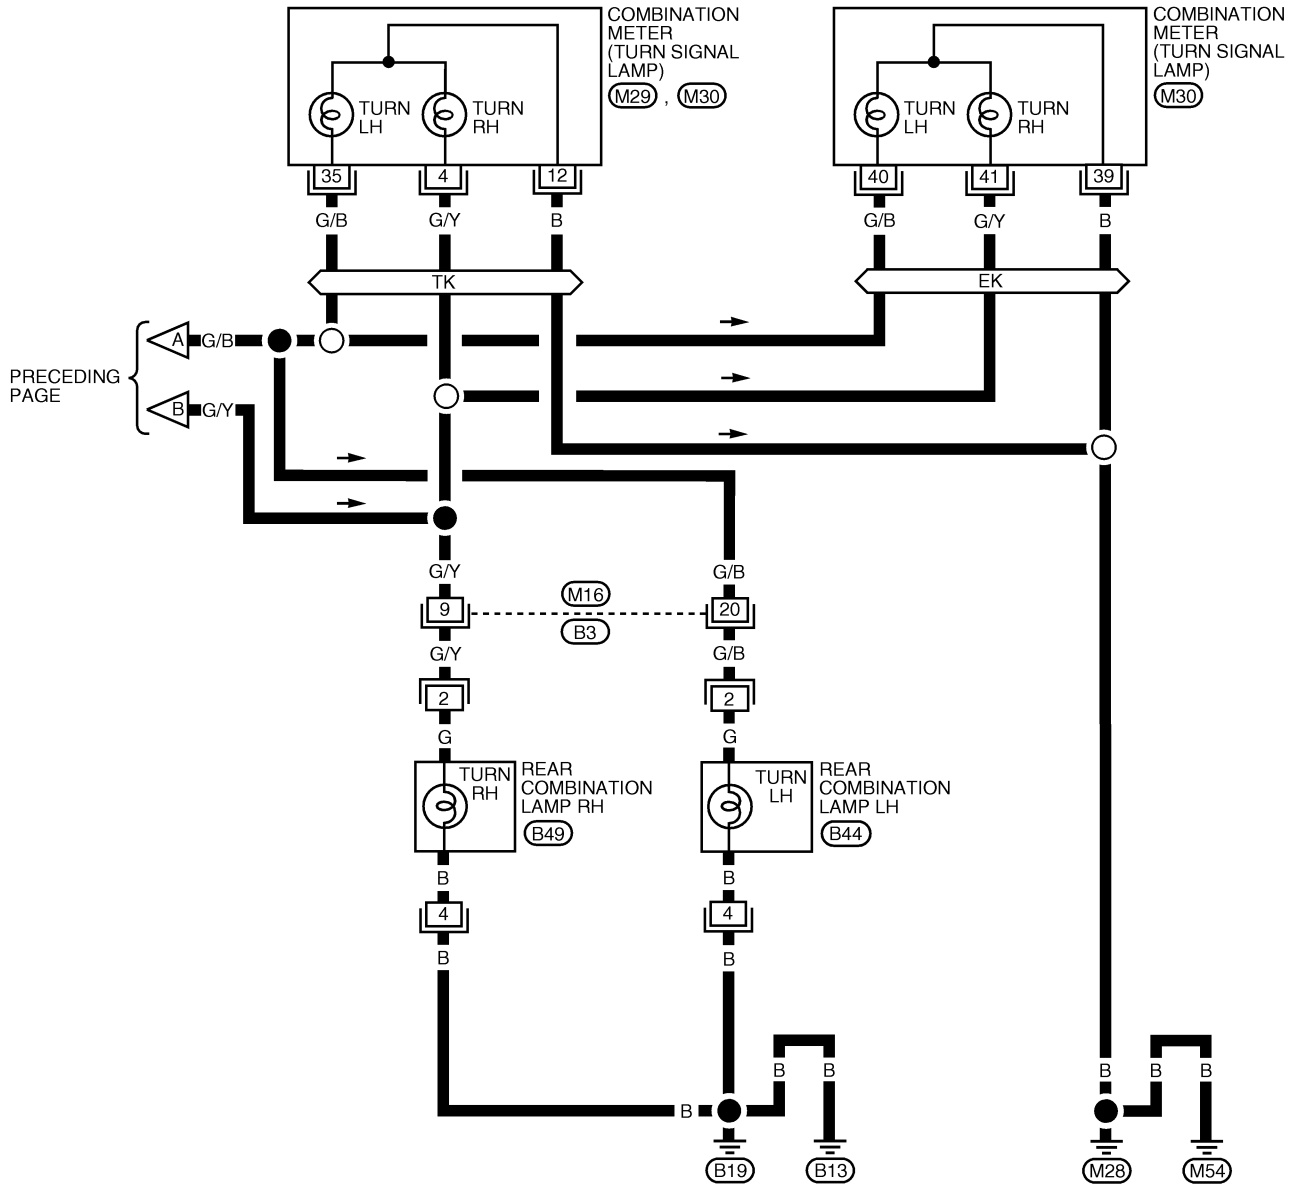 COMBINATION
METER
(TURN SIGNAL
LAMP)
M29 , M30
COMBINATION
METER
(TURN SIGNAL
LAMP)
M30
TURN
LH
TURN
RH
TURN
LH
TURN
RH
35
4
12
40
41
39
G/B
G/Y
B
G/B
G/Y
B
TK
EK
A
G/B
PRECEDING
PAGE
B
G/Y
G/Y
G/B
9
M16
20
B3
G/Y
G/B
2
2
G
G
TURN
RH
REAR
COMBINATION
LAMP RH
B49
TURN
LH
REAR
COMBINATION
LAMP LH
B44
B
B
4
4
B
B
B
B
B
B
B
B
B19
B13
M28
M54